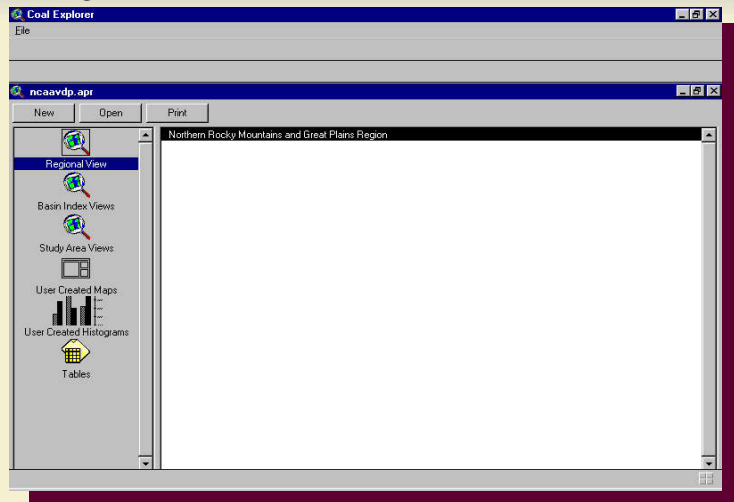 Coal Explorer
File
ncaavdp.apr
New Open Print
Northern Rocky Mountains and Great Plains Region
Regional View
Basin Index Views
Study Area Views
User Created Maps
User Created Histograms
Tables